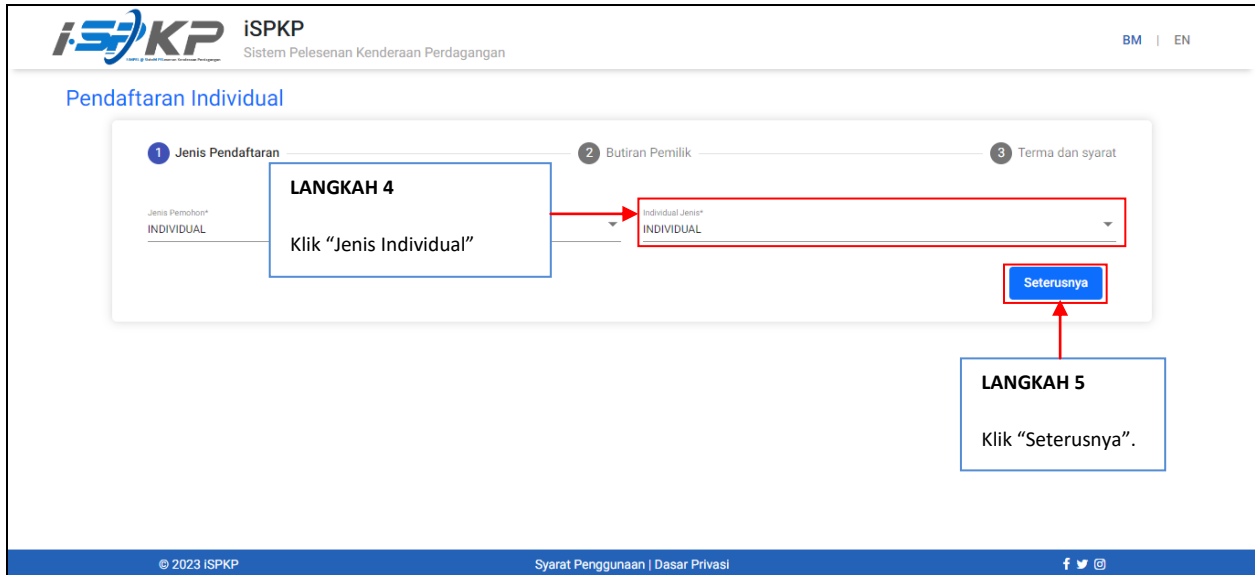 i-SPKP
iSPKP
Sistem Pelesenan Kenderaan Perdagangan
BM | EN
Pendaftaran Individual
1 Jenis Pendaftaran
2 Butiran Pemilik
3 Terma dan syarat
LANGKAH 4
Klik “Jenis Individual”
Jenis Pemohon*
INDIVIDUAL
Individual Jenis*
INDIVIDUAL
Seterusnya
LANGKAH 5
Klik “Seterusnya”.
© 2023 iSPKP
Syarat Penggunaan | Dasar Privasi